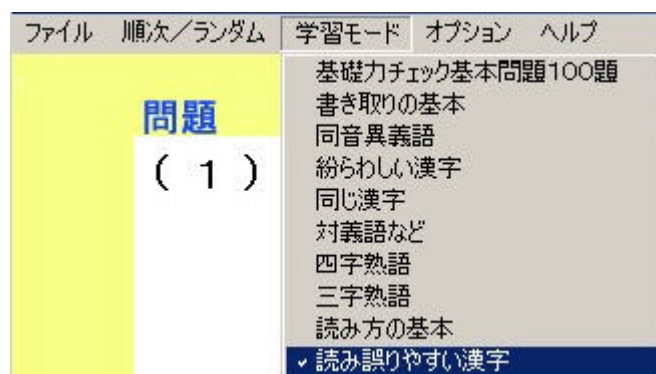 ファイル 順次／ランダム 学習モード オプション ヘルプ
基礎力チェック基本問題100題
書き取りの基本
同音異義語
紛らわしい漢字
同じ漢字
対義語など
四字熟語
三字熟語
読み方の基本
✓読み誤りやすい漢字
問題
（１）